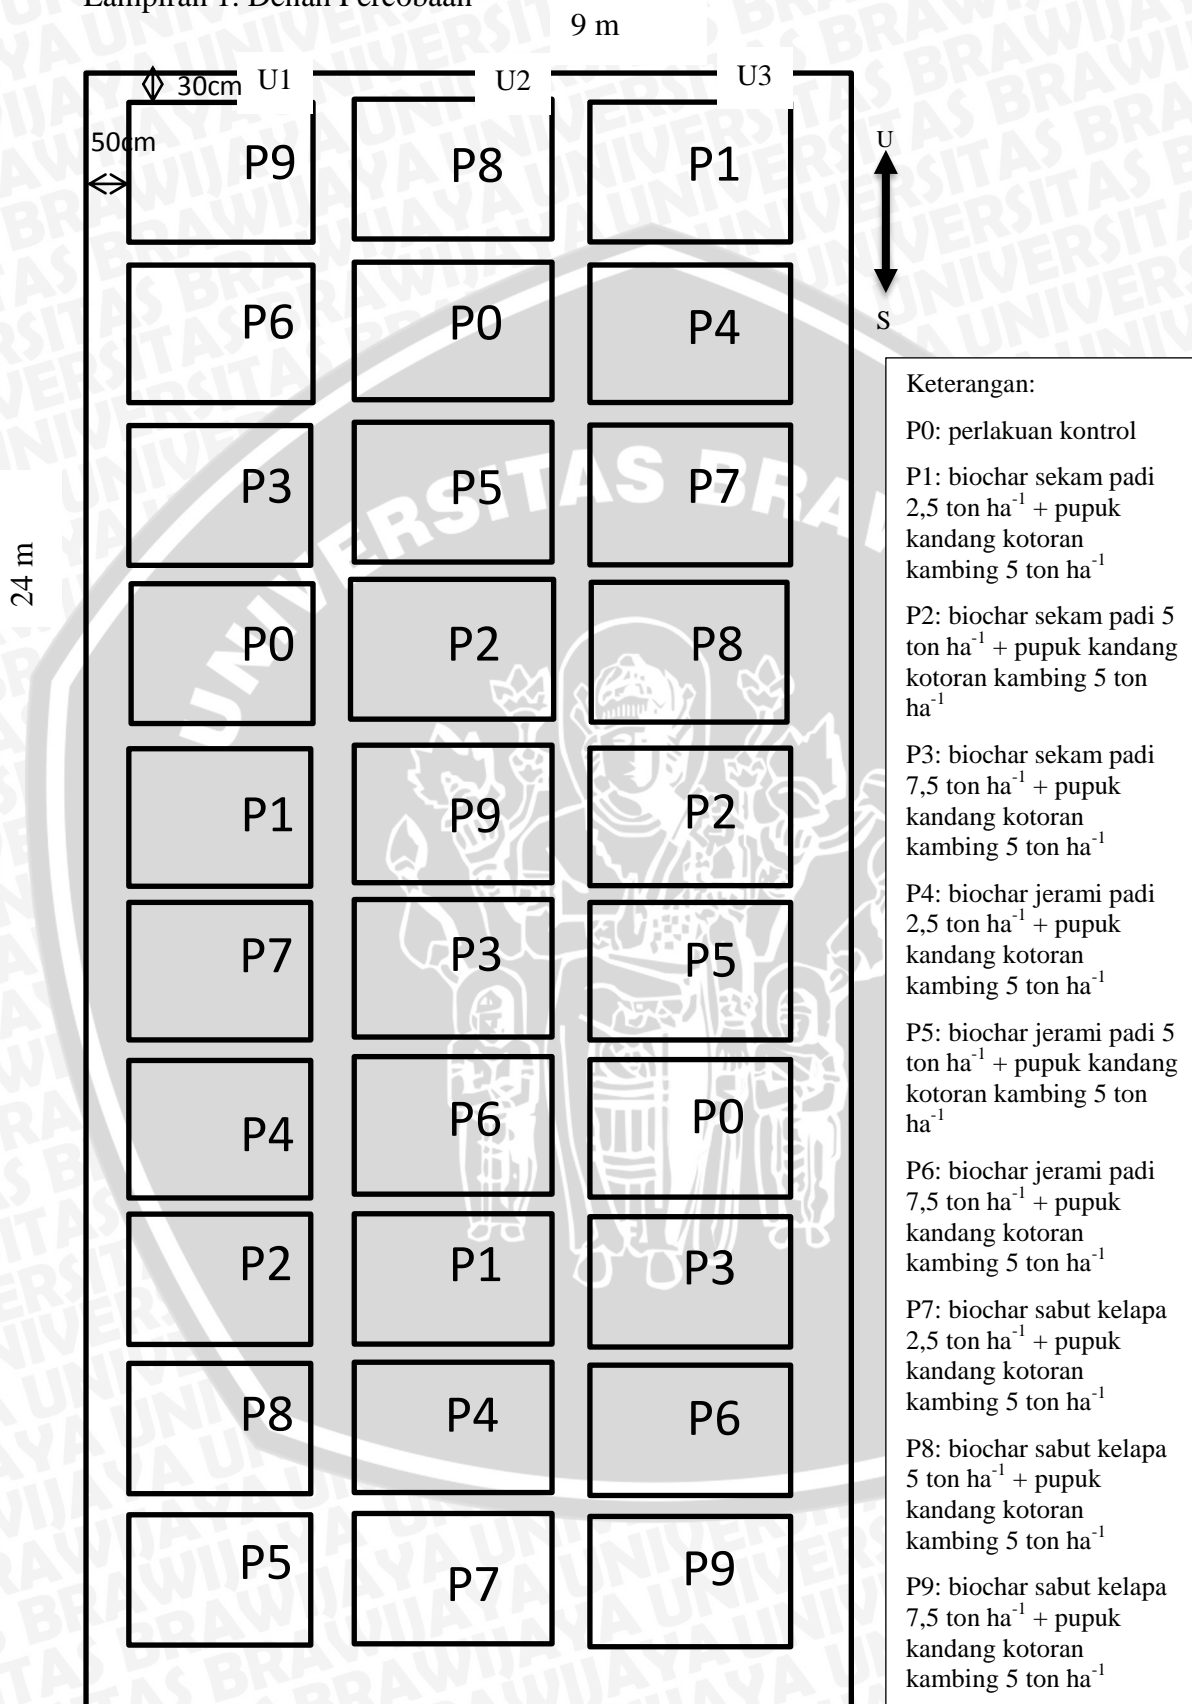 Lampiran 1. Denah Percobaan
9 m
U1 U2 U3
30cm
50cm
P9 P8 P1
U
P6 P0 P4
S
P3 P5 P7
24 m
P0 P2 P8
P1 P9 P2
P7 P3 P5
P4 P6 P0
P2 P1 P3
P8 P4 P6
P5 P7 P9
Keterangan:
P0: perlakuan kontrol
P1: biochar sekam padi
2,5 ton ha⁻¹ + pupuk
kandang kotoran
kambing 5 ton ha⁻¹
P2: biochar sekam padi 5
ton ha⁻¹ + pupuk kandang
kotoran kambing 5 ton
ha⁻¹
P3: biochar sekam padi
7,5 ton ha⁻¹ + pupuk
kandang kotoran
kambing 5 ton ha⁻¹
P4: biochar jerami padi
2,5 ton ha⁻¹ + pupuk
kandang kotoran
kambing 5 ton ha⁻¹
P5: biochar jerami padi 5
ton ha⁻¹ + pupuk kandang
kotoran kambing 5 ton
ha⁻¹
P6: biochar jerami padi
7,5 ton ha⁻¹ + pupuk
kandang kotoran
kambing 5 ton ha⁻¹
P7: biochar sabut kelapa
2,5 ton ha⁻¹ + pupuk
kandang kotoran
kambing 5 ton ha⁻¹
P8: biochar sabut kelapa
5 ton ha⁻¹ + pupuk
kandang kotoran
kambing 5 ton ha⁻¹
P9: biochar sabut kelapa
7,5 ton ha⁻¹ + pupuk
kandang kotoran
kambing 5 ton ha⁻¹
UNIVERSITAS BRAW